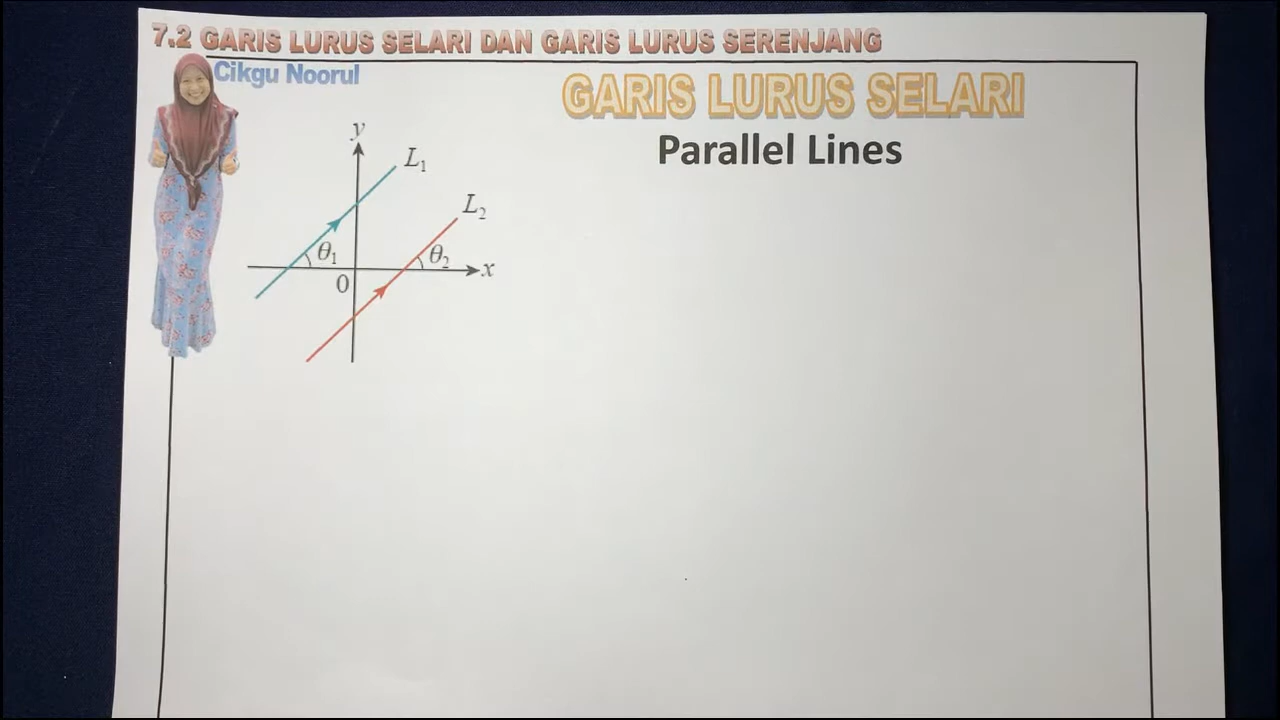 7.2 GARIS LURUS SELARI DAN GARIS LURUS SERENJANG
Cikgu Noorul
GARIS LURUS SELARI
Parallel Lines
y
L₁
L₂
θ₁
θ₂
0
x